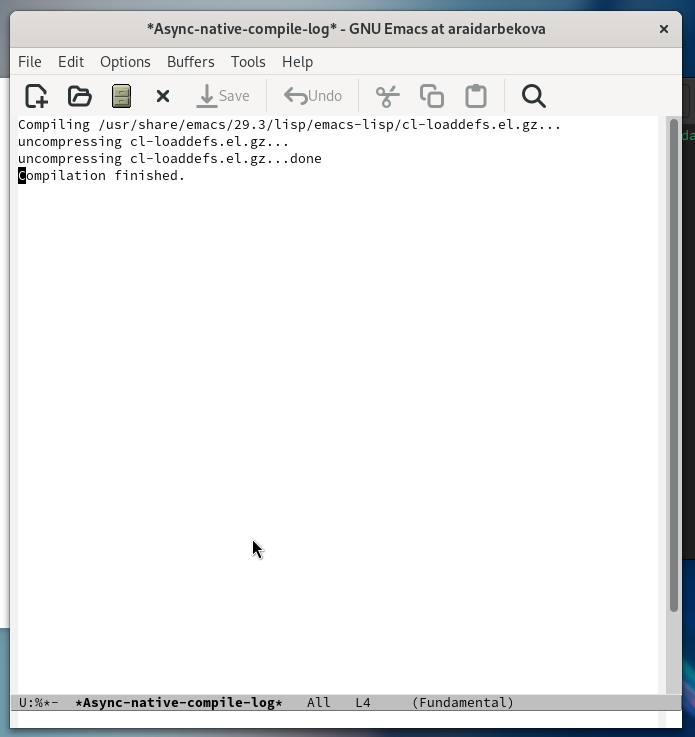 *Async-native-compile-log* - GNU Emacs at araidarbekova
File Edit Options Buffers Tools Help
Save Undo
Compiling /usr/share/emacs/29.3/lisp/emacs-lisp/cl-loaddefs.el.gz...
uncompressing cl-loaddefs.el.gz...
uncompressing cl-loaddefs.el.gz...done
Compilation finished.
U:%*- *Async-native-compile-log* All L4 (Fundamental)